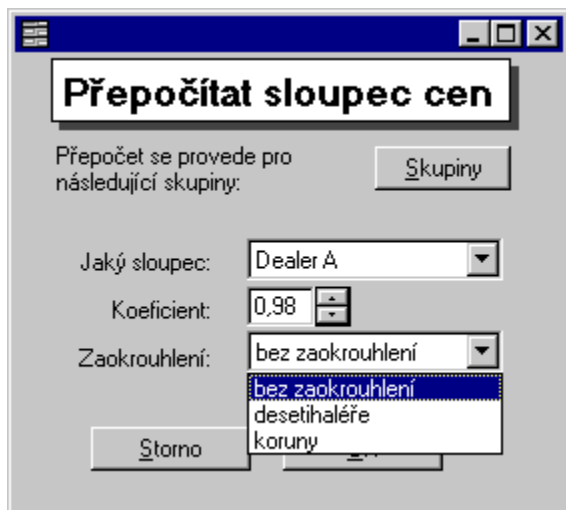 Přepočítat sloupec cen
Přepočet se provede pro
následující skupiny:
Skupiny
Jaký sloupec:
Dealer A
Koeficient:
0,98
Zaokrouhlení:
bez zaokrouhlení
bez zaokrouhlení
desetihaléře
koruny
Storno